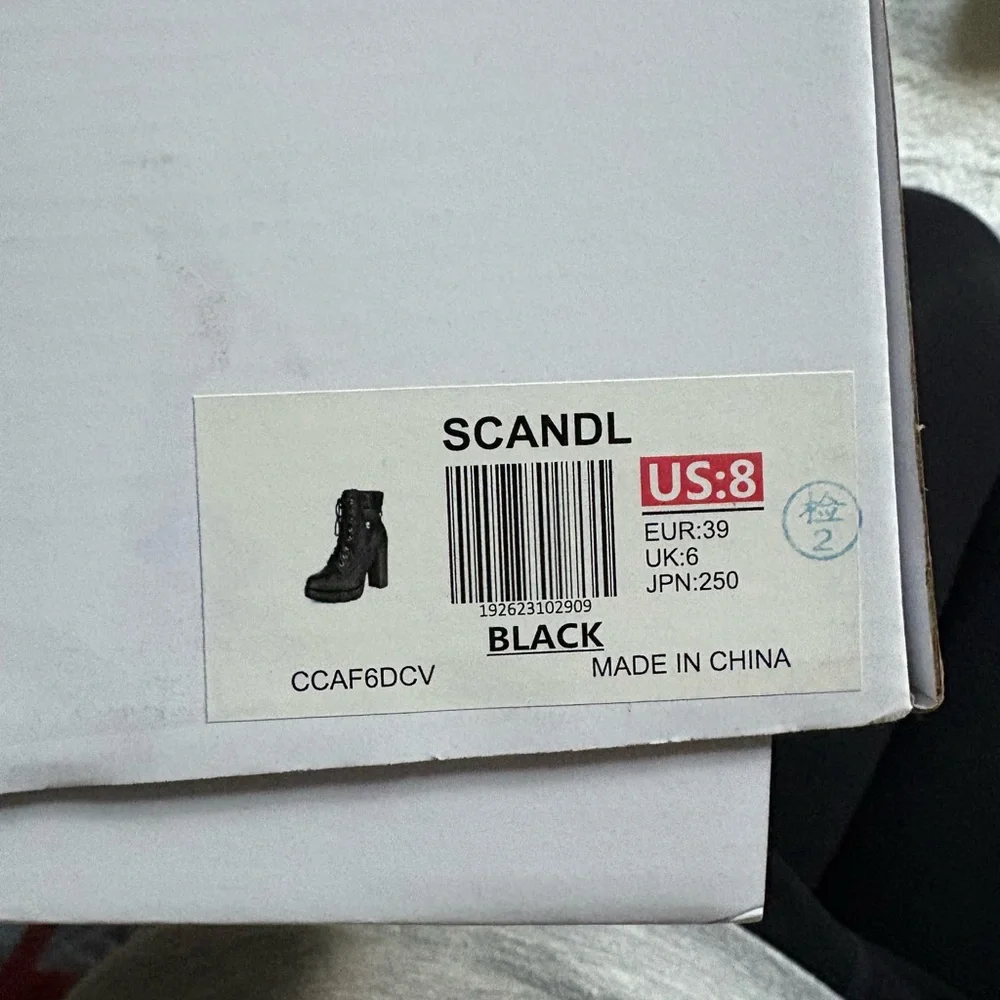 SCANDL
US:8
EUR:39
UK:6
JPN:250
检
2
192623102909
BLACK
CCAF6DCV
MADE IN CHINA